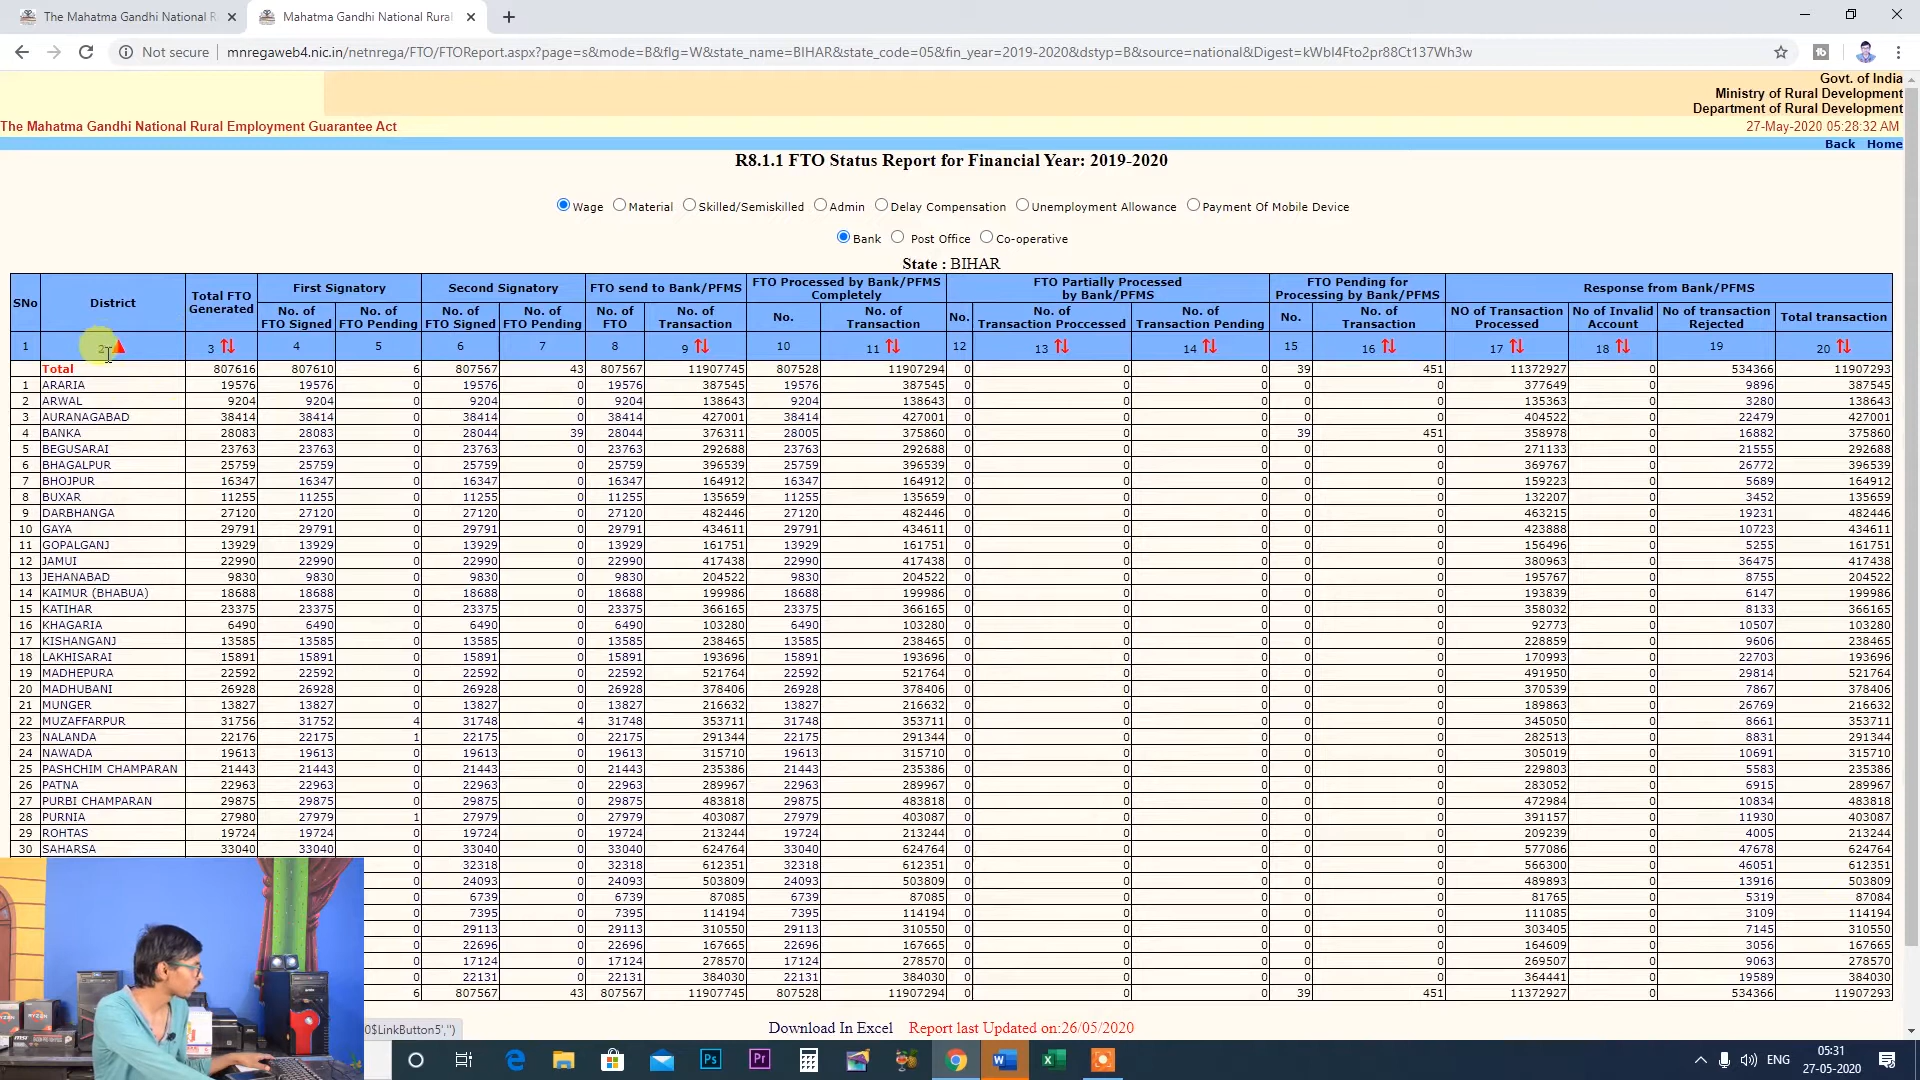 The Mahatma Gandhi National R
Mahatma Gandhi National Rural
Not secure mnregaweb4.nic.in/netnrega/FTO/FTOReport.aspx?page=s&mode=B&flg=W&state_name=BIHAR&state_code=05&fin_year=2019-2020&dstyp=B&source=national&Digest=kWbI4Fto2pr88Ct137Wh3w
Govt. of India
Ministry of Rural Development
Department of Rural Development
The Mahatma Gandhi National Rural Employment Guarantee Act 27-May-2020 05:28:32 AM
Back Home
R8.1.1 FTO Status Report for Financial Year: 2019-2020
Wage Material Skilled/Semiskilled Admin Delay Compensation Unemployment Allowance Payment Of Mobile Device
Bank Post Office Co-operative
State : BIHAR
SNo District Total FTO Generated First Signatory Second Signatory FTO send to Bank/PFMS FTO Processed by Bank/PFMS Completely FTO Partially Processed by Bank/PFMS FTO Pending for Processing by Bank/PFMS Response from Bank/PFMS
No. of FTO Signed No. of FTO Pending No. of FTO Signed No. of FTO Pending No. of FTO No. of Transaction No. No. of Transaction No. No. of Transaction Proccessed No. of Transaction Pending No. No. of Transaction NO of Transaction Processed No of Invalid Account No of transaction Rejected Total transaction
1 2 3 4 5 6 7 8 9 10 11 12 13 14 15 16 17 18 19 20
Total 807616 807610 6 807567 43 807567 11907745 807528 11907294 0 0 0 39 451 11372927 0 534366 11907293
1 ARARIA 19576 19576 0 19576 0 19576 387545 19576 387545 0 0 0 0 0 377649 0 9896 387545
2 ARWAL 9204 9204 0 9204 0 9204 138643 9204 138643 0 0 0 0 0 135363 0 3280 138643
3 AURANAGABAD 38414 38414 0 38414 0 38414 427001 38414 427001 0 0 0 0 0 404522 0 22479 427001
4 BANKA 28083 28083 0 28044 39 28044 376311 28005 375860 0 0 0 39 451 358978 0 16882 375860
5 BEGUSARAI 23763 23763 0 23763 0 23763 292688 23763 292688 0 0 0 0 0 271133 0 21555 292688
6 BHAGALPUR 25759 25759 0 25759 0 25759 396539 25759 396539 0 0 0 0 0 369767 0 26772 396539
7 BHOJPUR 16347 16347 0 16347 0 16347 164912 16347 164912 0 0 0 0 0 159223 0 5689 164912
8 BUXAR 11255 11255 0 11255 0 11255 135659 11255 135659 0 0 0 0 0 132207 0 3452 135659
9 DARBHANGA 27120 27120 0 27120 0 27120 482446 27120 482446 0 0 0 0 0 463215 0 19231 482446
10 GAYA 29791 29791 0 29791 0 29791 434611 29791 434611 0 0 0 0 0 423888 0 10723 434611
11 GOPALGANJ 13929 13929 0 13929 0 13929 161751 13929 161751 0 0 0 0 0 156496 0 5255 161751
12 JAMUI 22990 22990 0 22990 0 22990 417438 22990 417438 0 0 0 0 0 380963 0 36475 417438
13 JEHANABAD 9830 9830 0 9830 0 9830 204522 9830 204522 0 0 0 0 0 195767 0 8755 204522
14 KAIMUR (BHABUA) 18688 18688 0 18688 0 18688 199986 18688 199986 0 0 0 0 0 193839 0 6147 199986
15 KATIHAR 23375 23375 0 23375 0 23375 366165 23375 366165 0 0 0 0 0 358032 0 8133 366165
16 KHAGARIA 6490 6490 0 6490 0 6490 103280 6490 103280 0 0 0 0 0 92773 0 10507 103280
17 KISHANGANJ 13585 13585 0 13585 0 13585 238465 13585 238465 0 0 0 0 0 228859 0 9606 238465
18 LAKHISARAI 15891 15891 0 15891 0 15891 193696 15891 193696 0 0 0 0 0 170993 0 22703 193696
19 MADHEPURA 22592 22592 0 22592 0 22592 521764 22592 521764 0 0 0 0 0 491950 0 29814 521764
20 MADHUBANI 26928 26928 0 26928 0 26928 378406 26928 378406 0 0 0 0 0 370539 0 7867 378406
21 MUNGER 13827 13827 0 13827 0 13827 216632 13827 216632 0 0 0 0 0 189863 0 26769 216632
22 MUZAFFARPUR 31756 31752 4 31748 4 31748 353711 31748 353711 0 0 0 0 0 345050 0 8661 353711
23 NALANDA 22176 22175 1 22175 0 22175 291344 22175 291344 0 0 0 0 0 282513 0 8831 291344
24 NAWADA 19613 19613 0 19613 0 19613 315710 19613 315710 0 0 0 0 0 305019 0 10691 315710
25 PASHCHIM CHAMPARAN 21443 21443 0 21443 0 21443 235386 21443 235386 0 0 0 0 0 229803 0 5583 235386
26 PATNA 22963 22963 0 22963 0 22963 289967 22963 289967 0 0 0 0 0 283052 0 6915 289967
27 PURBI CHAMPARAN 29875 29875 0 29875 0 29875 483818 29875 483818 0 0 0 0 0 472984 0 10834 483818
28 PURNIA 27980 27979 1 27979 0 27979 403087 27979 403087 0 0 0 0 0 391157 0 11930 403087
29 ROHTAS 19724 19724 0 19724 0 19724 213244 19724 213244 0 0 0 0 0 209239 0 4005 213244
30 SAHARSA 33040 33040 0 33040 0 33040 624764 33040 624764 0 0 0 0 0 577086 0 47678 624764
0 32318 0 32318 612351 32318 612351 0 0 0 0 0 566300 0 46051 612351
0 24093 0 24093 503809 24093 503809 0 0 0 0 0 489893 0 13916 503809
0 6739 0 6739 87085 6739 87085 0 0 0 0 0 81765 0 5319 87084
0 7395 0 7395 114194 7395 114194 0 0 0 0 0 111085 0 3109 114194
0 29113 0 29113 310550 29113 310550 0 0 0 0 0 303405 0 7145 310550
0 22696 0 22696 167665 22696 167665 0 0 0 0 0 164609 0 3056 167665
0 17124 0 17124 278570 17124 278570 0 0 0 0 0 269507 0 9063 278570
0 22131 0 22131 384030 22131 384030 0 0 0 0 0 364441 0 19589 384030
6 807567 43 807567 11907745 807528 11907294 0 0 0 39 451 11372927 0 534366 11907293
0$LinkButton5','')
Download In Excel Report last Updated on:26/05/2020
RYZEN
RYZEN
msi
Ps Pr
ENG
05:31
27-05-2020